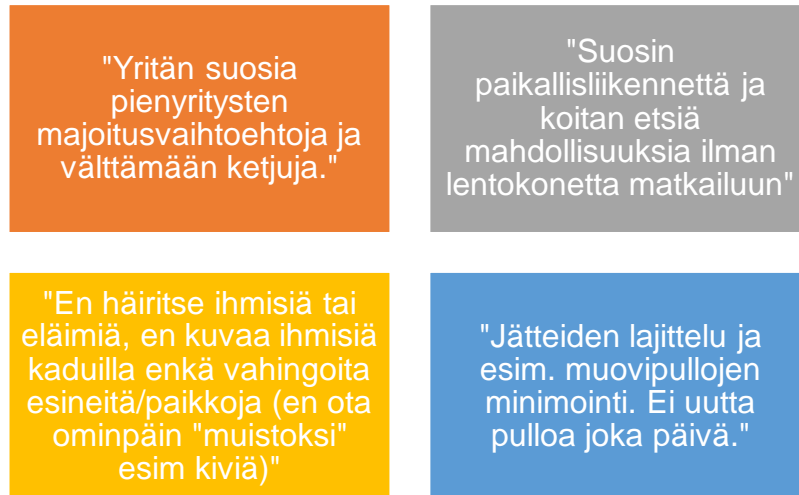 "Yritän suosia
pienyritysten
majoitusvaihtoehtoja ja
välttämään ketjuja."
"Suosin
paikallisliikennettä ja
koitan etsiä
mahdollisuuksia ilman
lentokonetta matkailuun"
"En häiritse ihmisiä tai
eläimiä, en kuvaa ihmisiä
kaduilla enkä vahingoita
esineitä/paikkoja (en ota
ominpäin "muistoksi"
esim kiviä)"
"Jätteiden lajittelu ja
esim. muovipullojen
minimointi. Ei uutta
pulloa joka päivä."